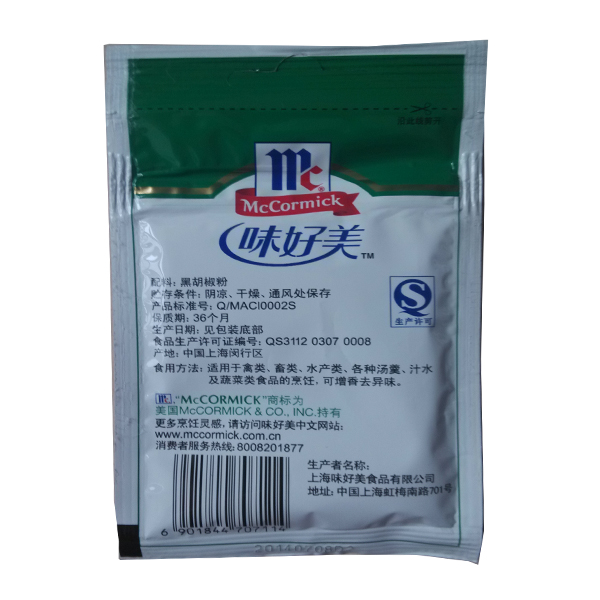 Mc
McCormick
味好美™
配料: 黑胡椒粉
贮存条件: 阴凉、干燥、通风处保存
产品标准号: Q/MACI0002S
保质期: 36个月
生产日期: 见包装底部
食品生产许可证编号: QS3112 0307 0008
产地: 中国上海闵行区
食用方法: 适用于禽类、畜类、水产类、各种汤羹、汁水
及蔬菜类食品的烹饪, 可增香去异味。
"McCORMICK"商标为
美国McCORMICK & CO., INC.持有
更多烹饪灵感, 请访问味好美中文网站:
www.mccormick.com.cn
消费者服务热线: 8008201877
生产者名称:
上海味好美食品有限公司
地址: 中国上海虹梅南路701号
6 901844 707114
QS
生产许可